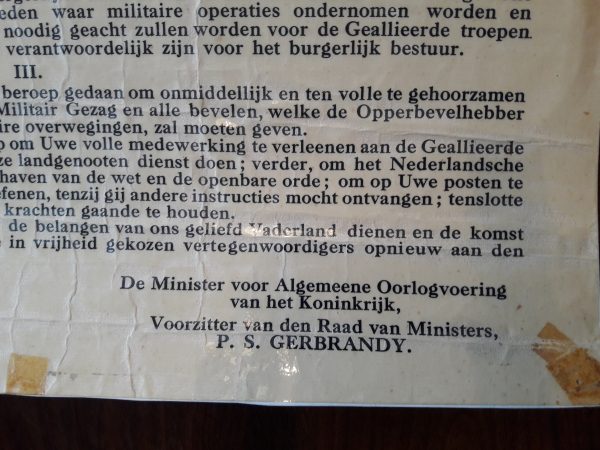 eden waar militaire operaties ondernomen worden en
noodig geacht zullen worden voor de Geallieerde troepen
verantwoordelijk zijn voor het burgerlijk bestuur.
III.
beroep gedaan om onmiddellijk en ten volle te gehoorzamen
Militair Gezag en alle bevelen, welke de Opperbevelhebber
ire overwegingen, zal moeten geven.
p om Uwe volle medewerking te verleenen aan de Geallieerde
ze landgenooten dienst doen; verder, om het Nederlandsche
haven van de wet en de openbare orde; om op Uwe posten te
efenen, tenzij gij andere instructies mocht ontvangen; tenslotte
krachten gaande te houden.
de belangen van ons geliefd Vaderland dienen en de komst
e in vrijheid gekozen vertegenwoordigers opnieuw aan den
De Minister voor Algemeene Oorlogvoering
van het Koninkrijk,
Voorzitter van den Raad van Ministers,
P. S. GERBRANDY.